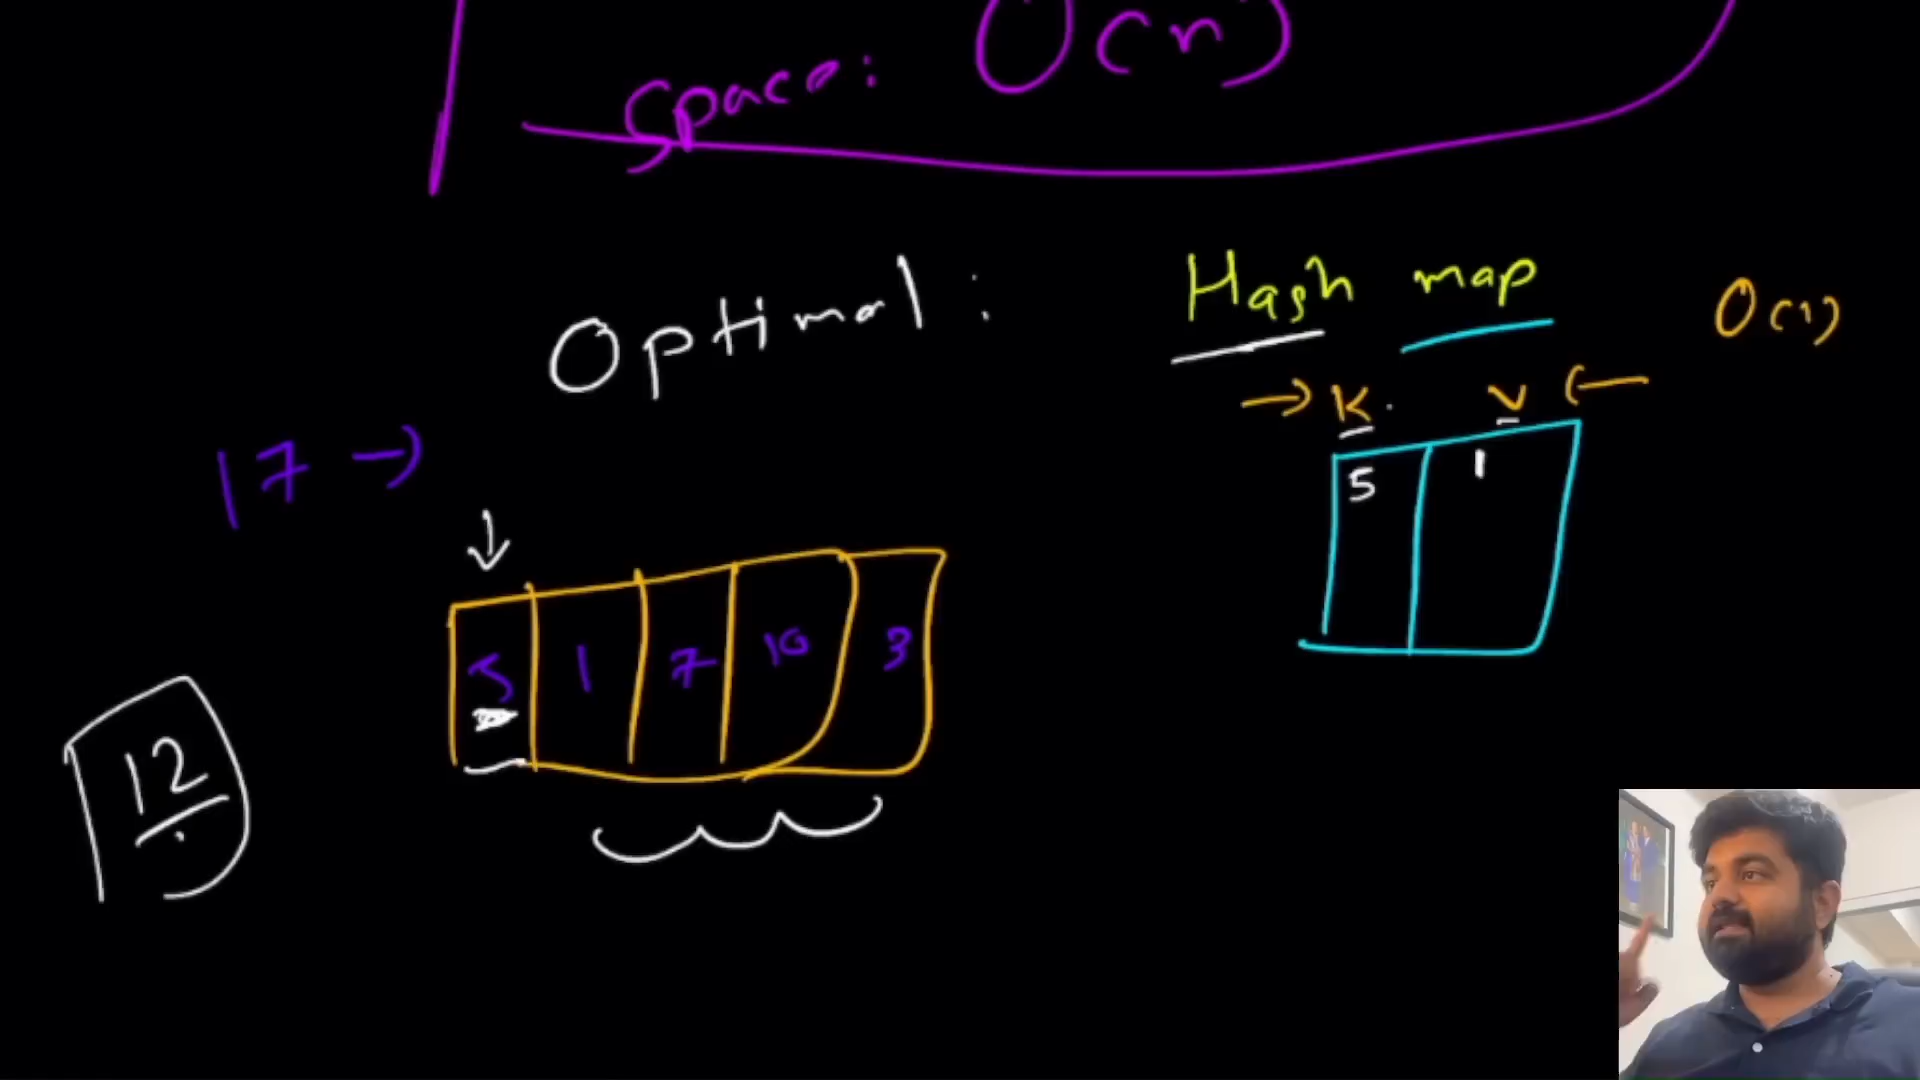 Space: O(n)
Optimal :
Hash map
O(1)
→ K . V ←
17 →
5 1
5 1 7 10 3
12